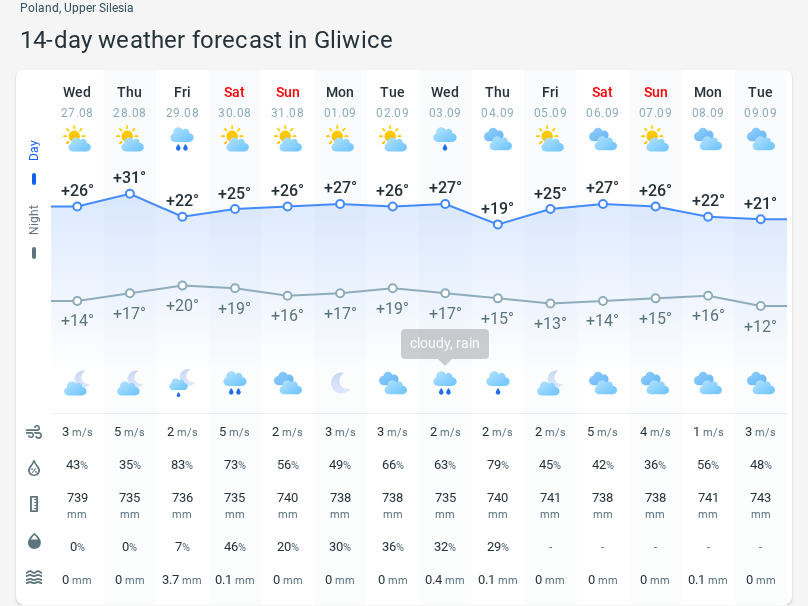 Poland, Upper Silesia
14-day weather forecast in Gliwice
Wed Thu Fri Sat Sun Mon Tue Wed Thu Fri Sat Sun Mon Tue
27.08 28.08 29.08 30.08 31.08 01.09 02.09 03.09 04.09 05.09 06.09 07.09 08.09 09.09
Day
+26° +31° +22° +25° +26° +27° +26° +27° +19° +25° +27° +26° +22° +21°
Night
+14° +17° +20° +19° +16° +17° +19° +17° +15° +13° +14° +15° +16° +12°
cloudy, rain
3 m/s 5 m/s 2 m/s 5 m/s 2 m/s 3 m/s 3 m/s 2 m/s 2 m/s 2 m/s 5 m/s 4 m/s 1 m/s 3 m/s
43% 35% 83% 73% 56% 49% 66% 63% 79% 45% 42% 36% 56% 48%
739 735 736 735 740 738 738 735 740 741 738 738 741 743
mm mm mm mm mm mm mm mm mm mm mm mm mm mm
0% 0% 7% 46% 20% 30% 36% 32% 29% - - - - -
0 mm 0 mm 3.7 mm 0.1 mm 0 mm 0 mm 0 mm 0.4 mm 0.1 mm 0 mm 0 mm 0 mm 0.1 mm 0 mm